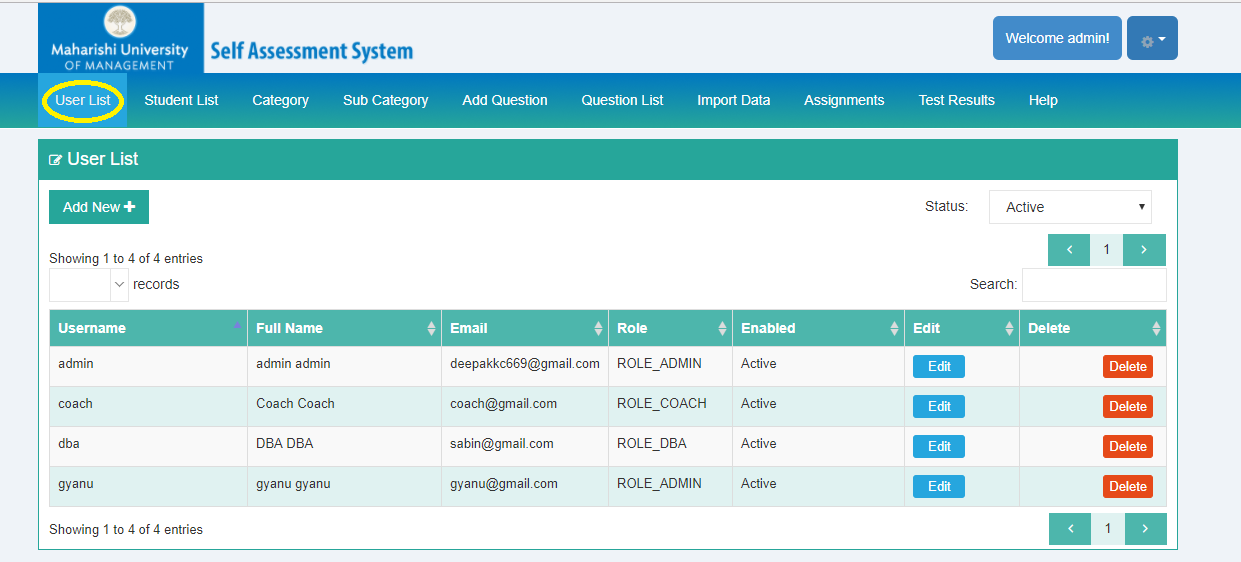 Maharishi University
OF MANAGEMENT
Self Assessment System
Welcome admin!
User List Student List Category Sub Category Add Question Question List Import Data Assignments Test Results Help
User List
Add New
Status: Active
1
Showing 1 to 4 of 4 entries
records
Search:
Username Full Name Email Role Enabled Edit Delete
admin admin admin deepakkc669@gmail.com ROLE_ADMIN Active Edit Delete
coach Coach Coach coach@gmail.com ROLE_COACH Active Edit Delete
dba DBA DBA sabin@gmail.com ROLE_DBA Active Edit Delete
gyanu gyanu gyanu gyanu@gmail.com ROLE_ADMIN Active Edit Delete
Showing 1 to 4 of 4 entries
1